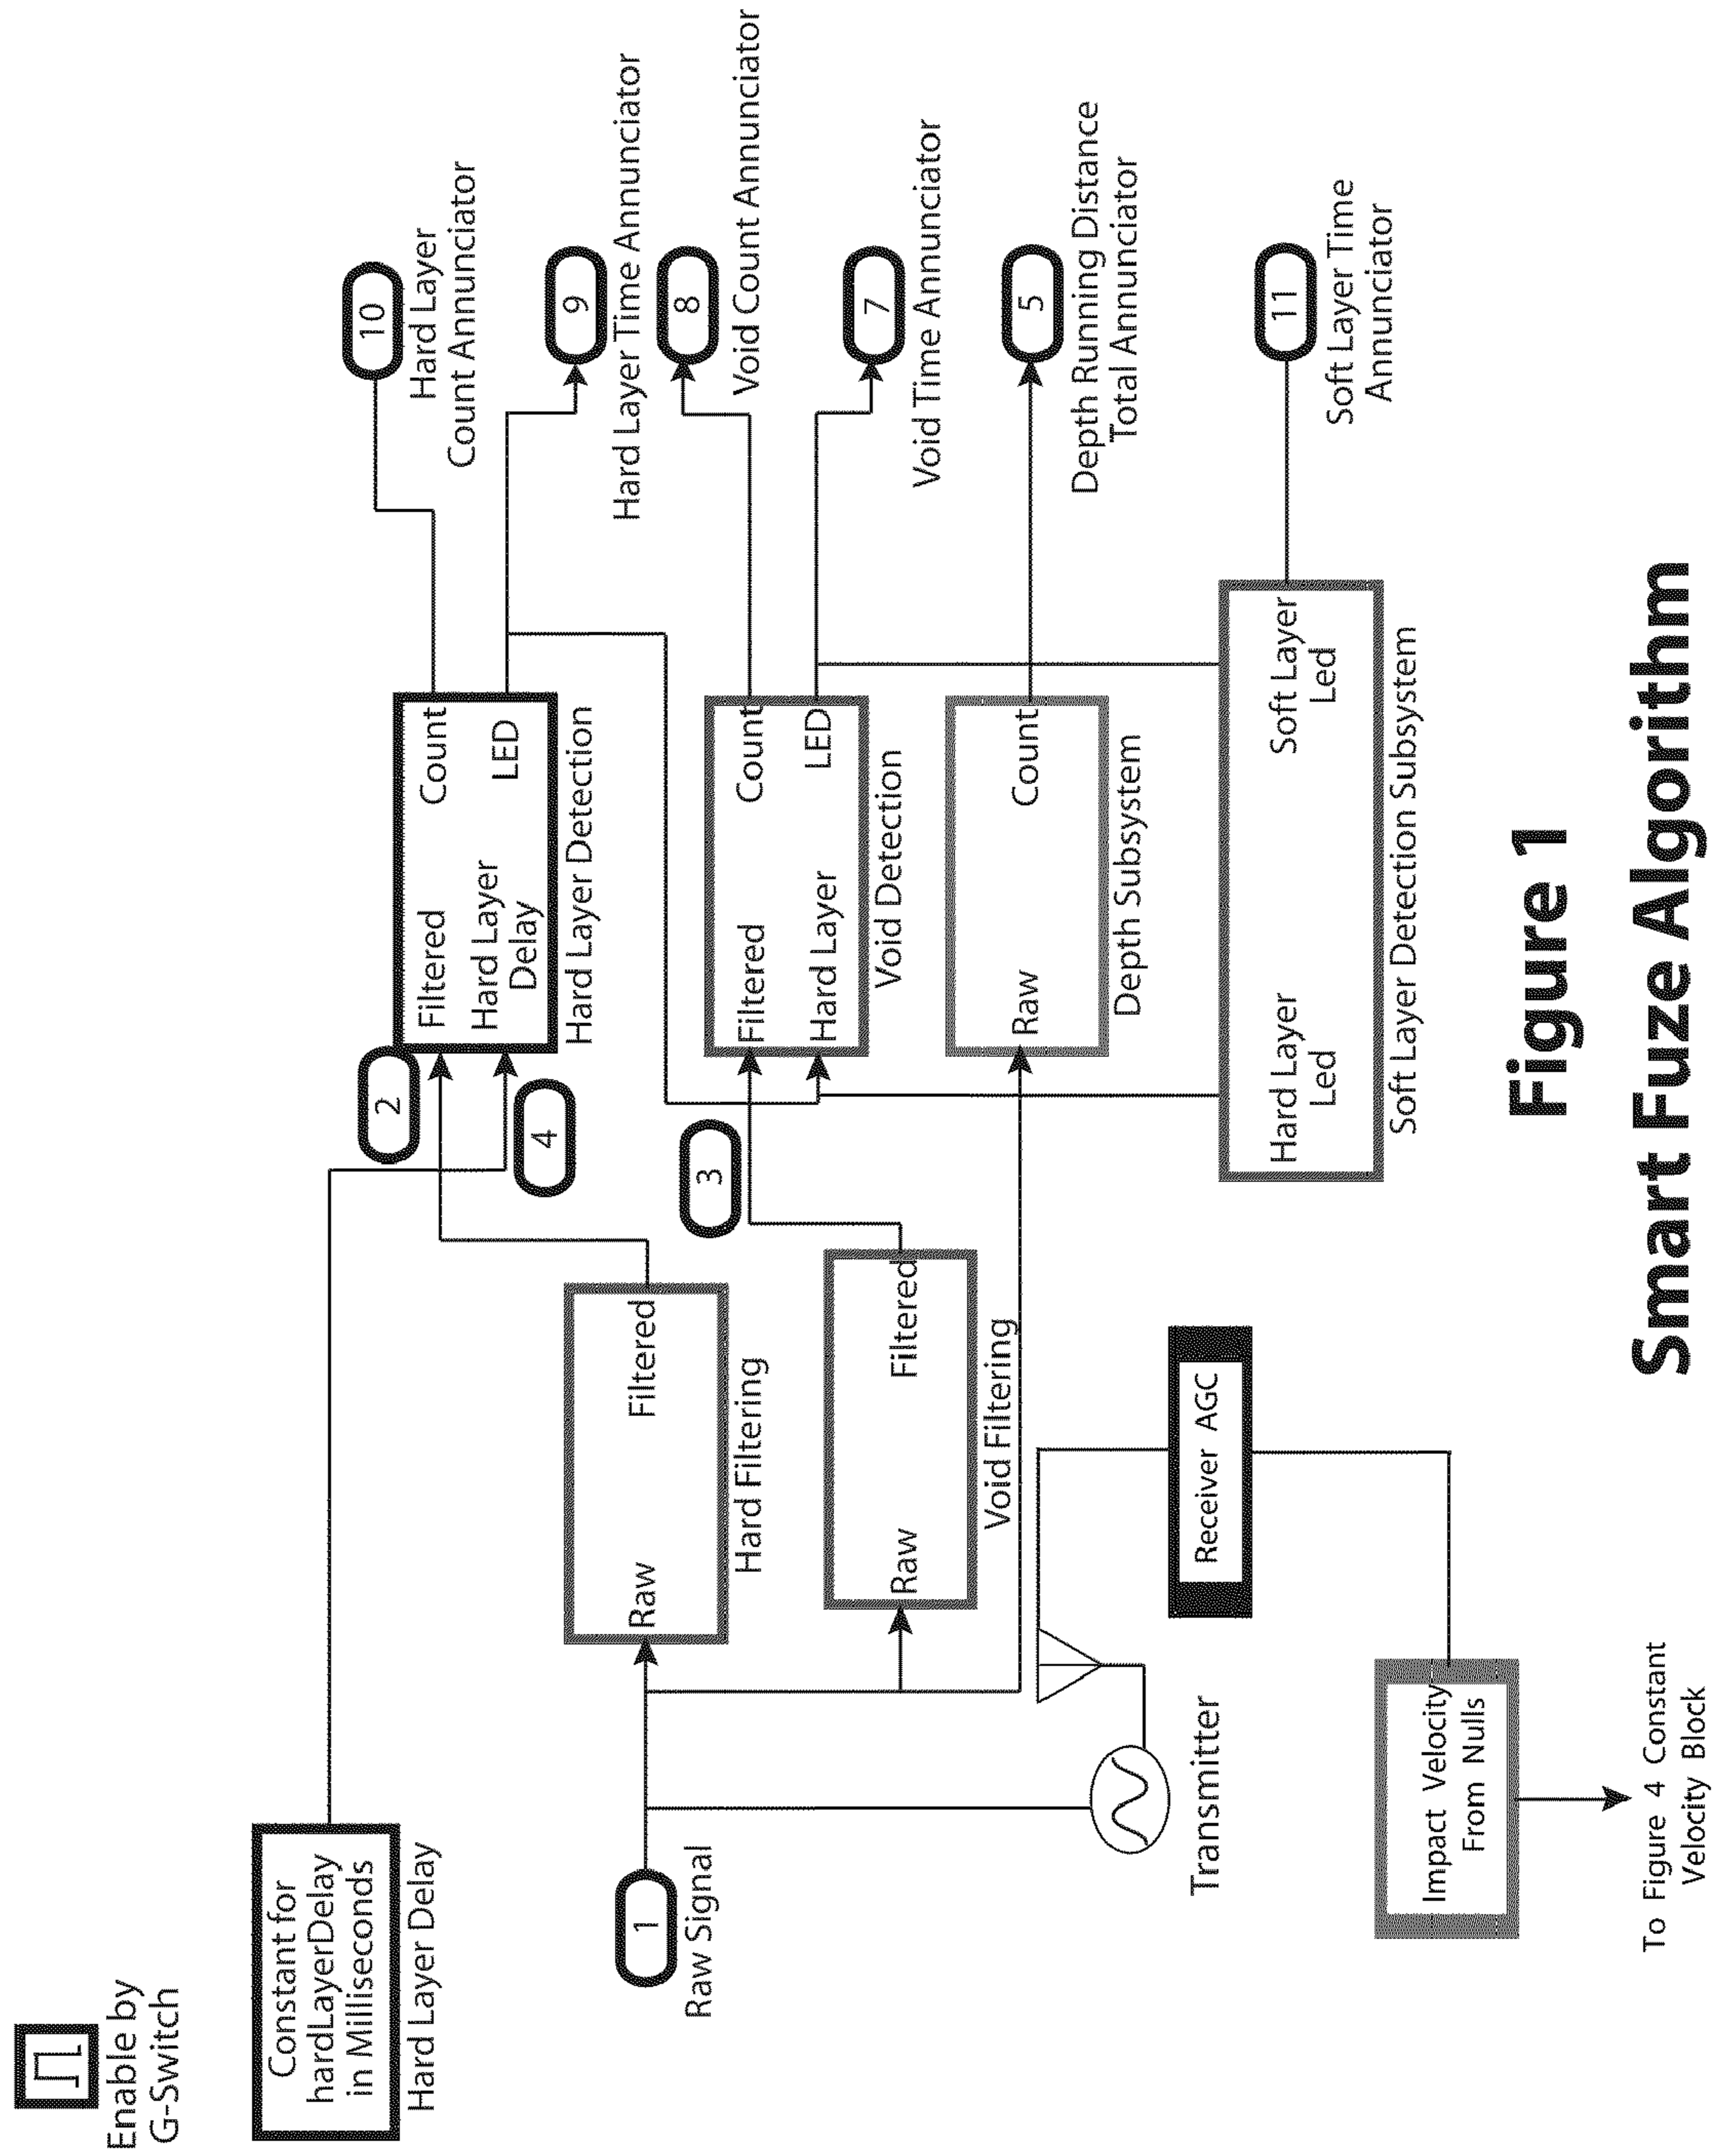 Enable by
G-Switch
Constant for
hardLayerDelay
in Milliseconds
Hard Layer Delay
1
Raw Signal
Raw
Filtered
Hard Filtering
Raw
Filtered
Void Filtering
Transmitter
Receiver AGC
Impact Velocity
From Nulls
To Figure 4 Constant
Velocity Block
2
4
3
Filtered
Count
Hard Layer
Delay
LED
Hard Layer Detection
Filtered
Count
Hard Layer
LED
Void Detection
Raw
Count
Depth Subsystem
Hard Layer
Led
Soft Layer
Led
Soft Layer Detection Subsystem
10
Hard Layer
Count Annunciator
9
Hard Layer Time Annunciator
8
Void Count Annunciator
7
Void Time Annunciator
5
Depth Running Distance
Total Annunciator
11
Soft Layer Time
Annunciator
Figure 1
Smart Fuze Algorithm